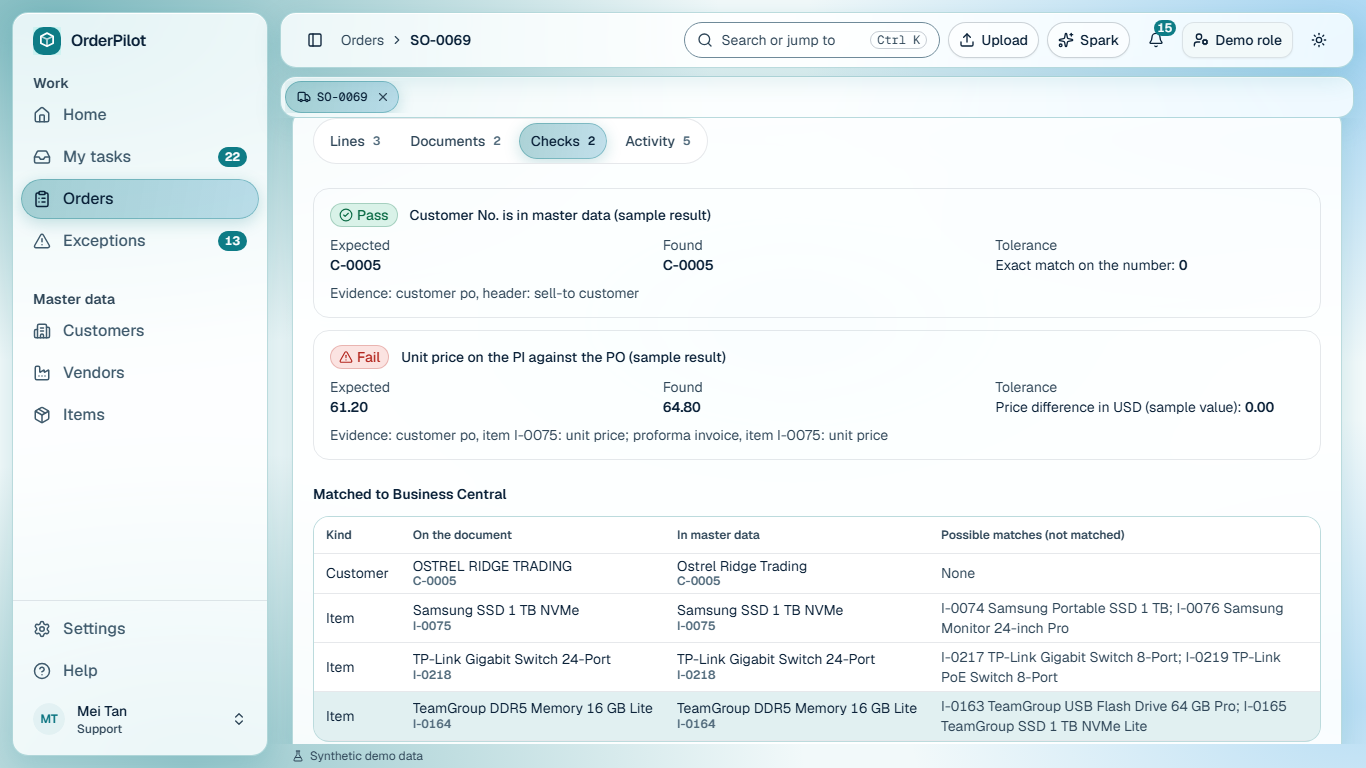 OrderPilot
Work
Home
My tasks 22
Orders
Exceptions 13
Master data
Customers
Vendors
Items
Settings
Help
MT Mei Tan
Support
Orders > SO-0069
Search or jump to Ctrl K
Upload
Spark
15
Demo role
SO-0069 ×
Lines 3 Documents 2 Checks 2 Activity 5
Pass Customer No. is in master data (sample result)
Expected Found Tolerance
C-0005 C-0005 Exact match on the number: 0
Evidence: customer po, header: sell-to customer
Fail Unit price on the PI against the PO (sample result)
Expected Found Tolerance
61.20 64.80 Price difference in USD (sample value): 0.00
Evidence: customer po, item I-0075: unit price; proforma invoice, item I-0075: unit price
Matched to Business Central
Kind On the document In master data Possible matches (not matched)
Customer OSTREL RIDGE TRADING Ostrel Ridge Trading None
C-0005 C-0005
Item Samsung SSD 1 TB NVMe Samsung SSD 1 TB NVMe I-0074 Samsung Portable SSD 1 TB; I-0076 Samsung
I-0075 I-0075 Monitor 24-inch Pro
Item TP-Link Gigabit Switch 24-Port TP-Link Gigabit Switch 24-Port I-0217 TP-Link Gigabit Switch 8-Port; I-0219 TP-Link
I-0218 I-0218 PoE Switch 8-Port
Item TeamGroup DDR5 Memory 16 GB Lite TeamGroup DDR5 Memory 16 GB Lite I-0163 TeamGroup USB Flash Drive 64 GB Pro; I-0165
I-0164 I-0164 TeamGroup SSD 1 TB NVMe Lite
Synthetic demo data